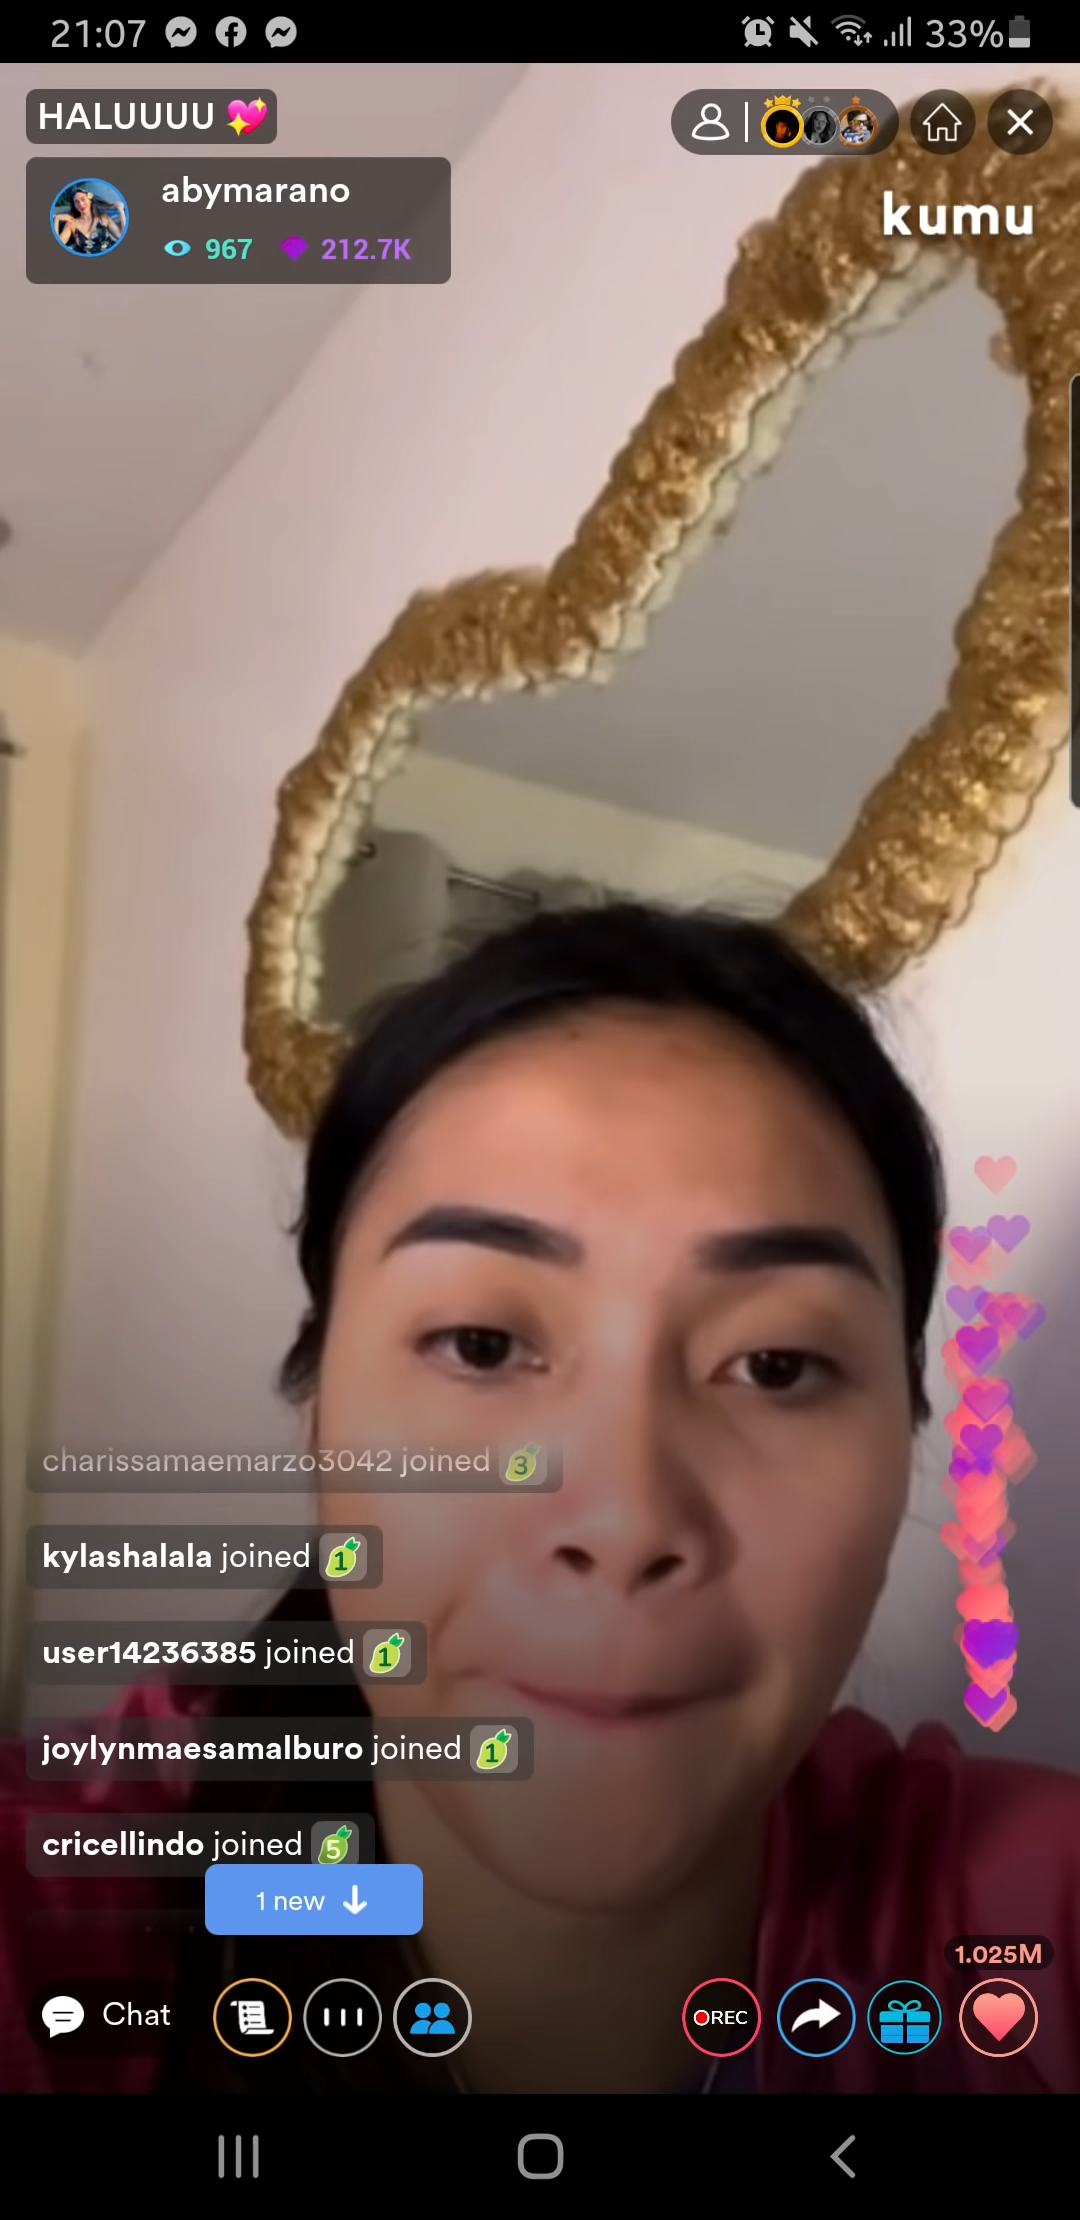 21:07
33%
HALUUUU 💖
abymarano
967 212.7K
kumu
charissamaemarzo3042 joined 3
kylashalala joined 1
user14236385 joined 1
joylynmaesamalburo joined 1
cricellindo joined 5
1 new
1.025M
Chat
REC